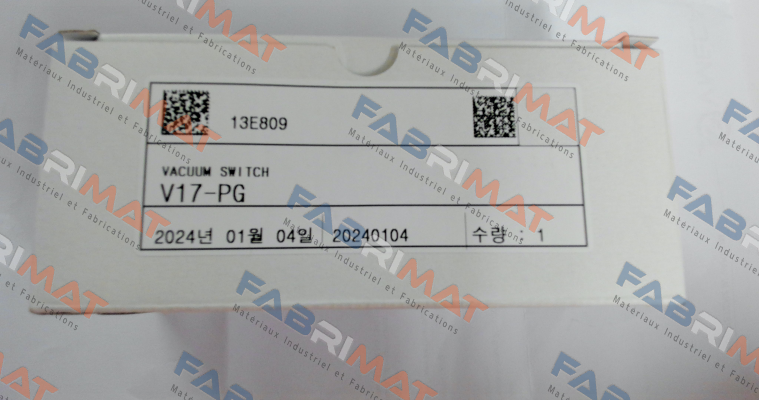 13E809
VACUUM SWITCH
V17-PG
2024년 01월 04일 20240104 수량 : 1
FABRIMAT
Matériaux Industriel et Fabrications